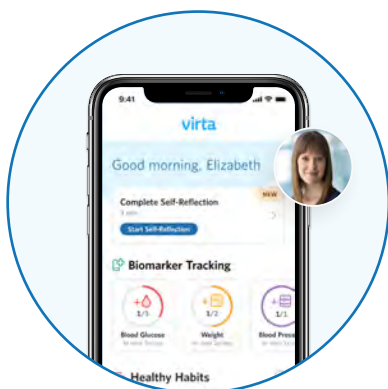 9:41
virta
Good morning, Elizabeth
NEW
Complete Self-Reflection
Start Self-Reflection
Biomarker Tracking
1/3 1/2 1/1
Blood Glucose Weight Blood Press
Healthy Habits